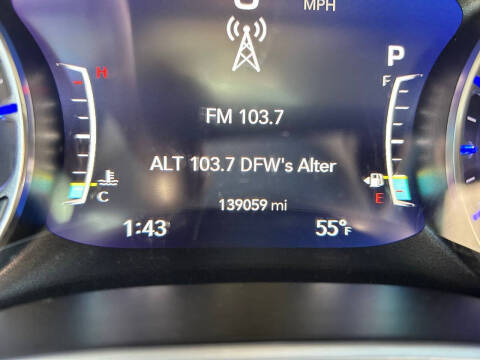 MPH
P
H
F
FM 103.7
ALT 103.7 DFW's Alter
C
139059 mi
E
1:43
55°F